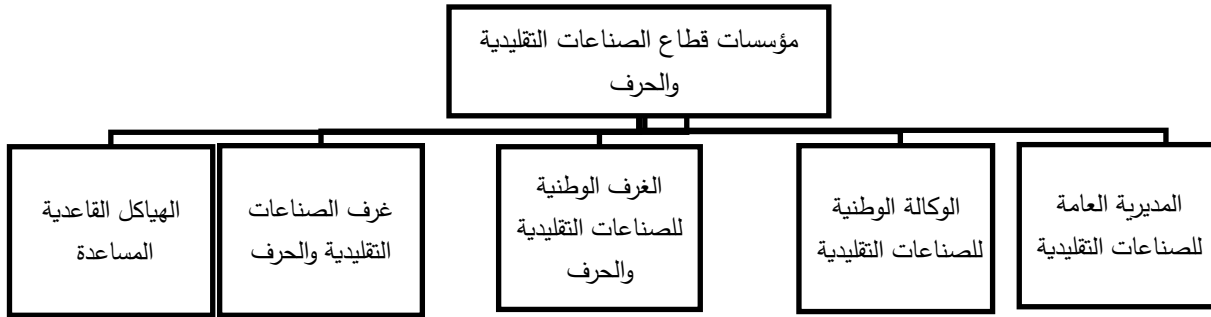 مؤسسات قطاع الصناعات التقليدية
والحرف
المديرية العامة
للصناعات التقليدية
الوكالة الوطنية
للصناعات التقليدية
الغرف الوطنية
للصناعات التقليدية
والحرف
غرف الصناعات
التقليدية والحرف
الهياكل القاعدية
المساعدة